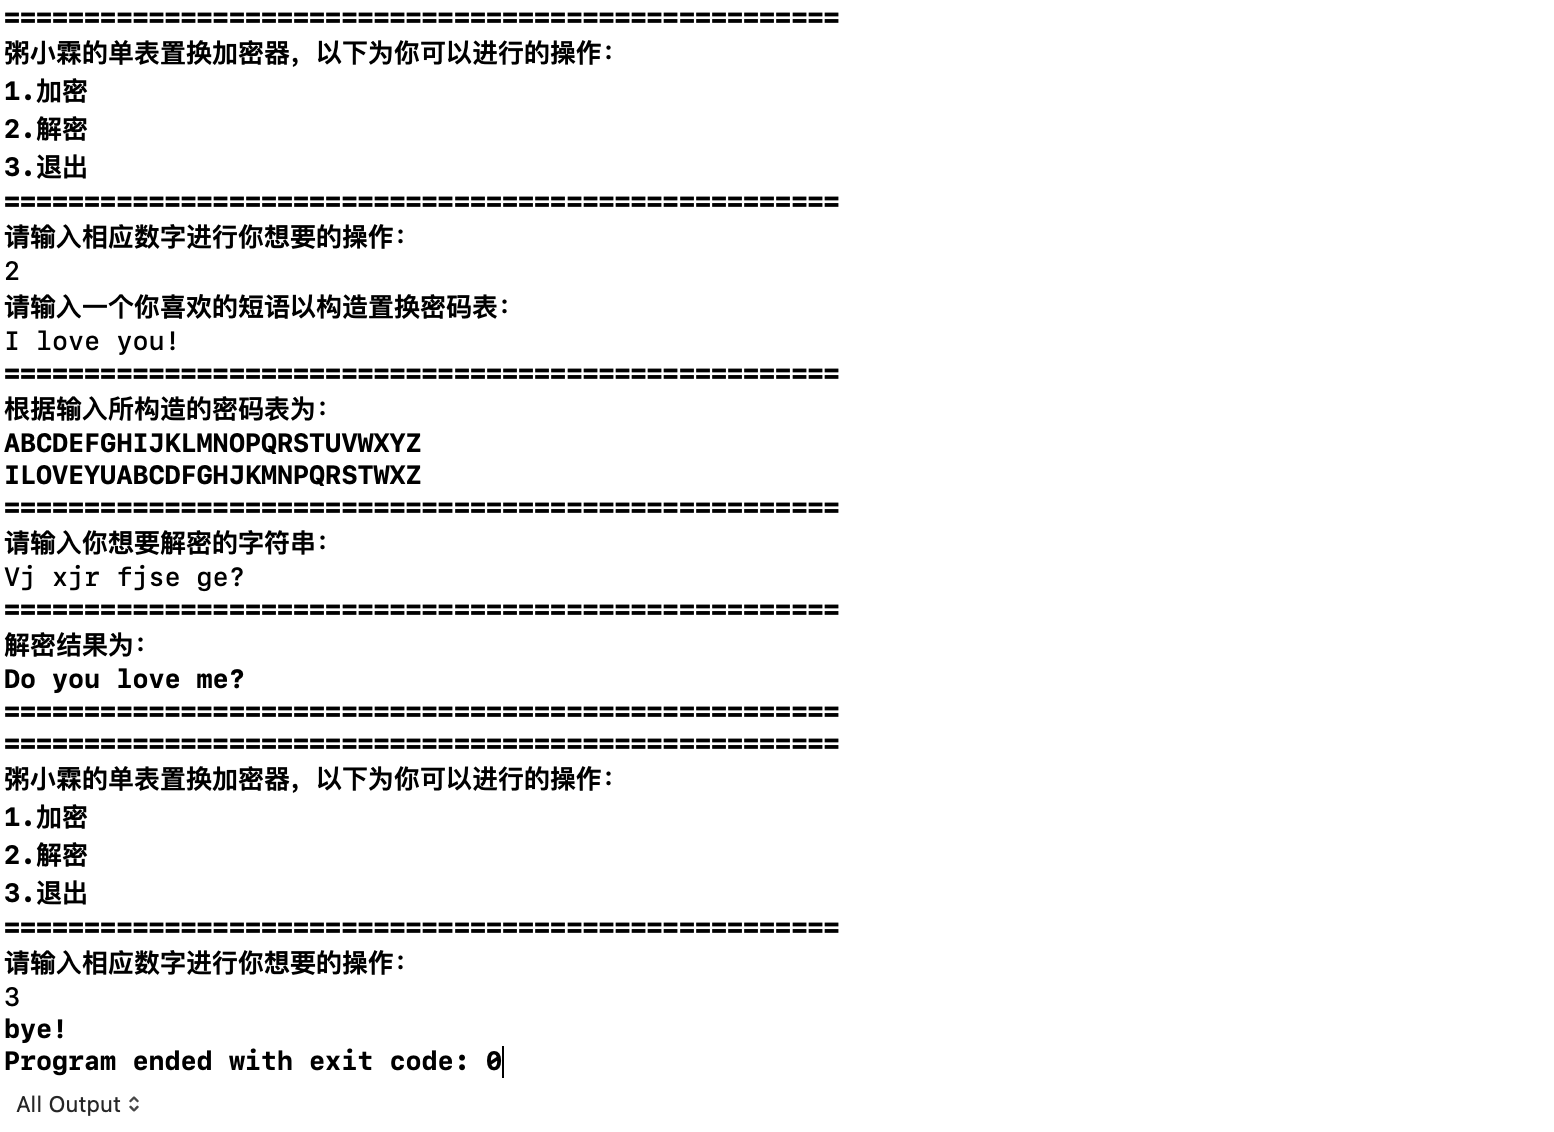 ====================================================
粥小霖的单表置换加密器，以下为你可以进行的操作：
1.加密
2.解密
3.退出
====================================================
请输入相应数字进行你想要的操作：
2
请输入一个你喜欢的短语以构造置换密码表：
I love you!
====================================================
根据输入所构造的密码表为：
ABCDEFGHIJKLMNOPQRSTUVWXYZ
ILOVEYUABCDFGHJKMNPQRSTWXZ
====================================================
请输入你想要解密的字符串：
Vj xjr fjse ge?
====================================================
解密结果为：
Do you love me?
====================================================
====================================================
粥小霖的单表置换加密器，以下为你可以进行的操作：
1.加密
2.解密
3.退出
====================================================
请输入相应数字进行你想要的操作：
3
bye!
Program ended with exit code: 0
All Output